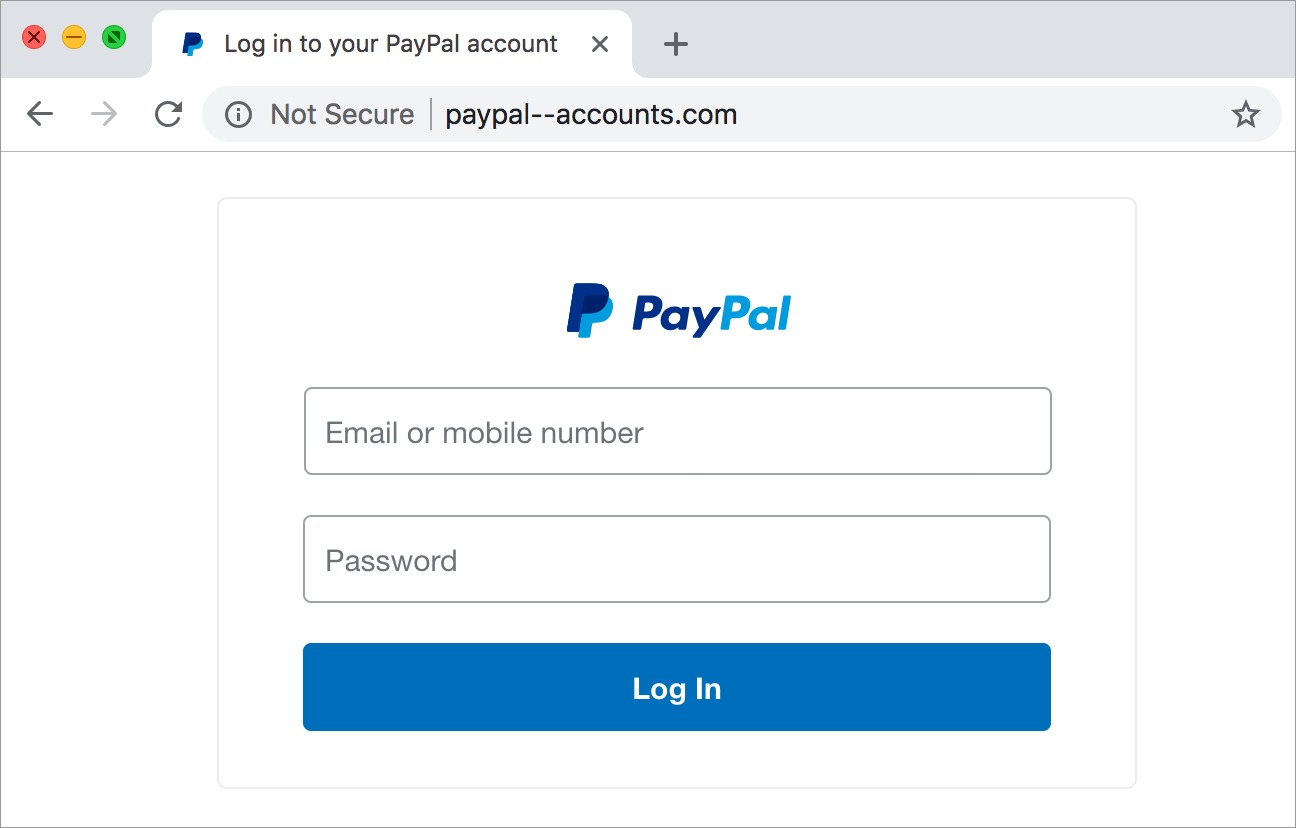 Log in to your PayPal account
Not Secure paypal--accounts.com
PayPal
Email or mobile number
Password
Log In